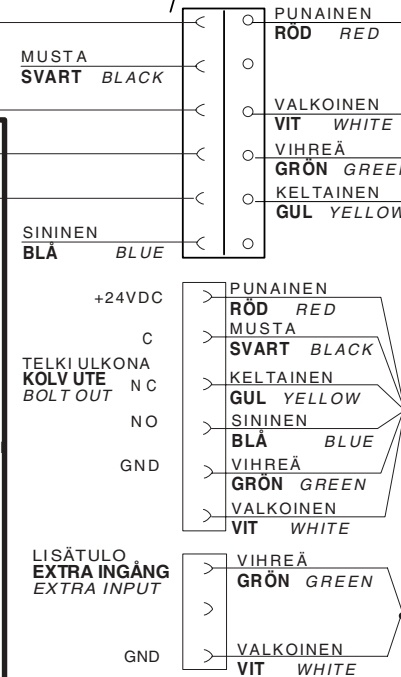 PUNAINEN
RÖD RED
MUSTA
SVART BLACK
VALKOINEN
VIT WHITE
VIHREÄ
GRÖN GREEN
KELTAINEN
GUL YELLOW
SININEN
BLÅ BLUE
+24VDC
PUNAINEN
RÖD RED
C
MUSTA
SVART BLACK
TELKI ULKONA
KOLV UTE NC
BOLT OUT
KELTAINEN
GUL YELLOW
NO
SININEN
BLÅ BLUE
GND
VIHREÄ
GRÖN GREEN
VALKOINEN
VIT WHITE
LISÄTULO
EXTRA INGÅNG
EXTRA INPUT
VIHREÄ
GRÖN GREEN
GND
VALKOINEN
VIT WHITE